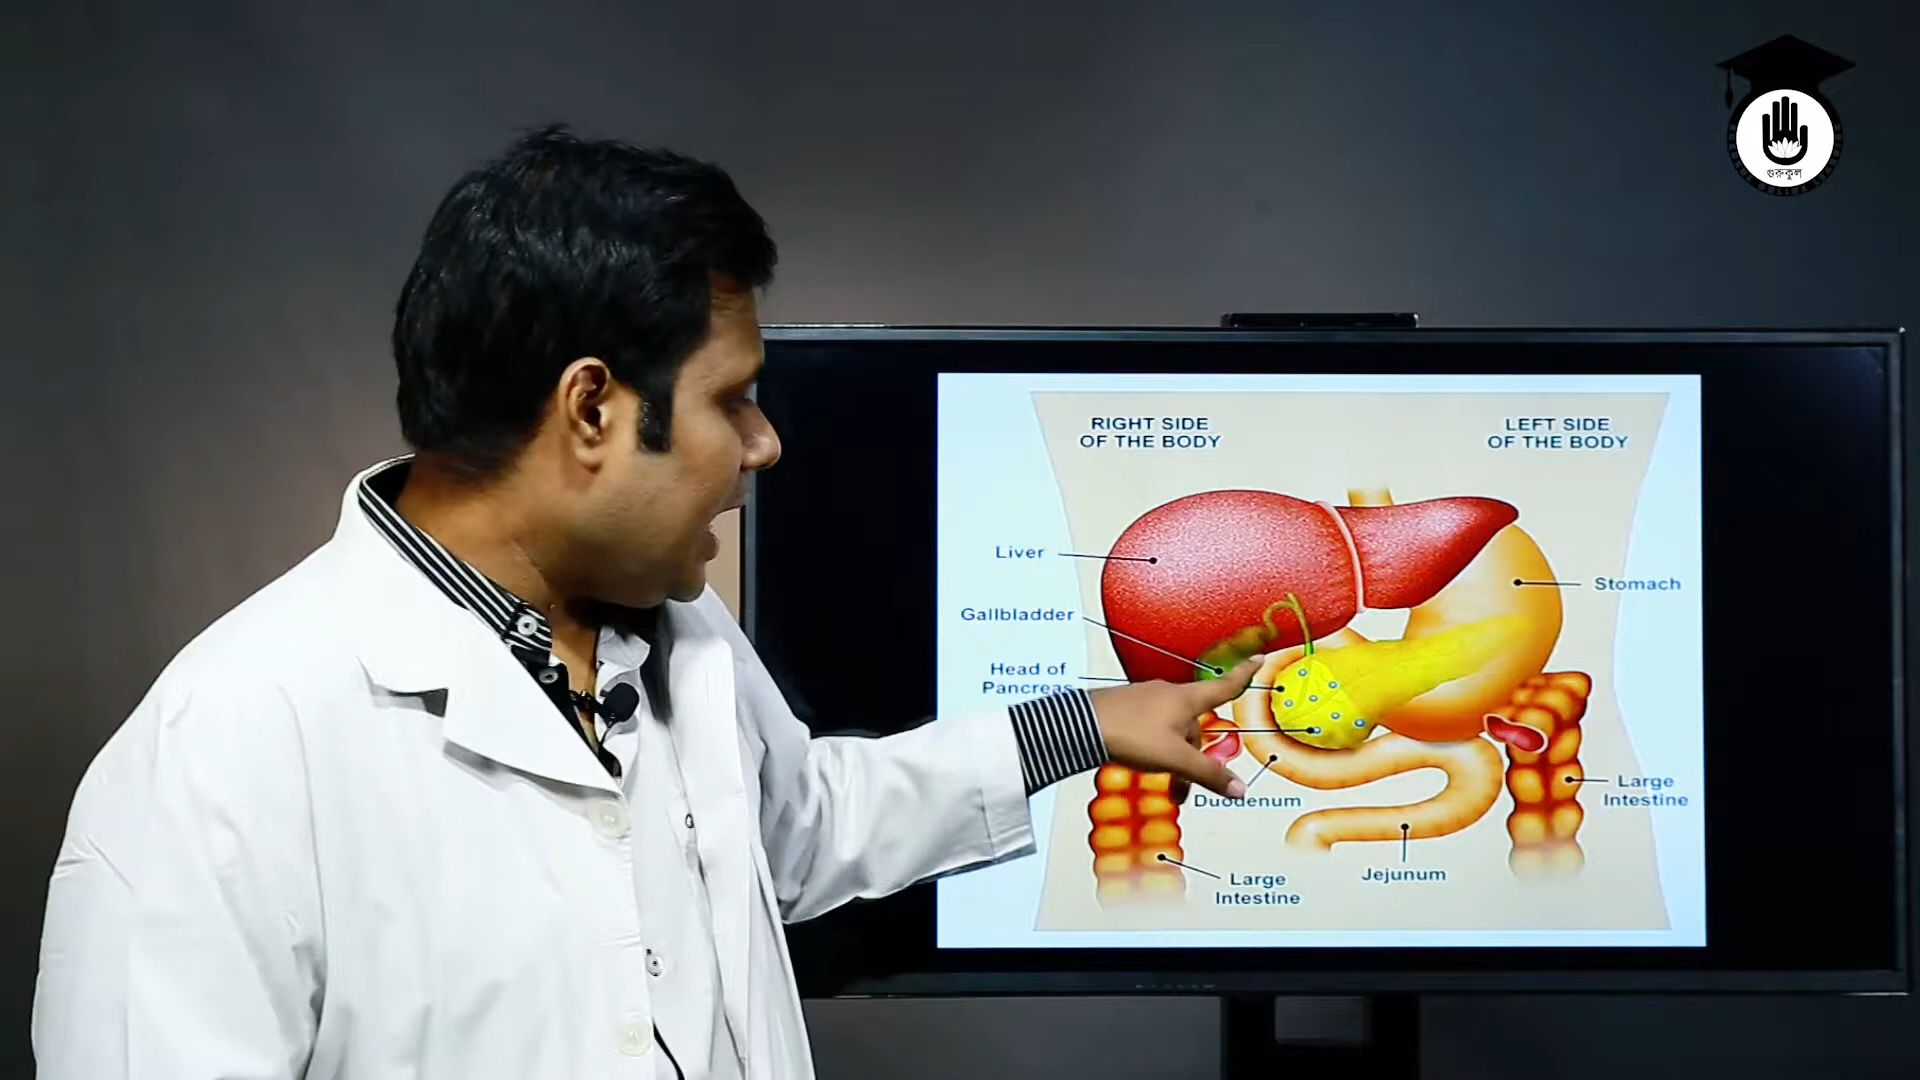 গুরুকুল
RIGHT SIDE
OF THE BODY
LEFT SIDE
OF THE BODY
Liver
Stomach
Gallbladder
Head of
Pancreas
Duodenum
Large
Intestine
Jejunum
Large
Intestine